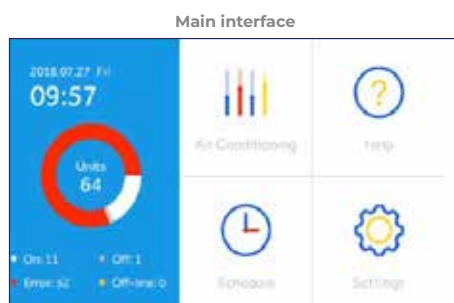 Main interface
2018.07.27 Fri
09:57
Units
64
On: 11
Off: 1
Error: 52
Off-line: 0
Air Conditioning
Help
Schedule
Settings